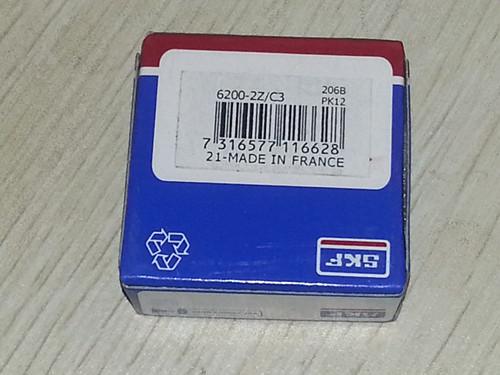 6200-2Z/C3
206B
PK12
7 316577 116628
21-MADE IN FRANCE
SKF